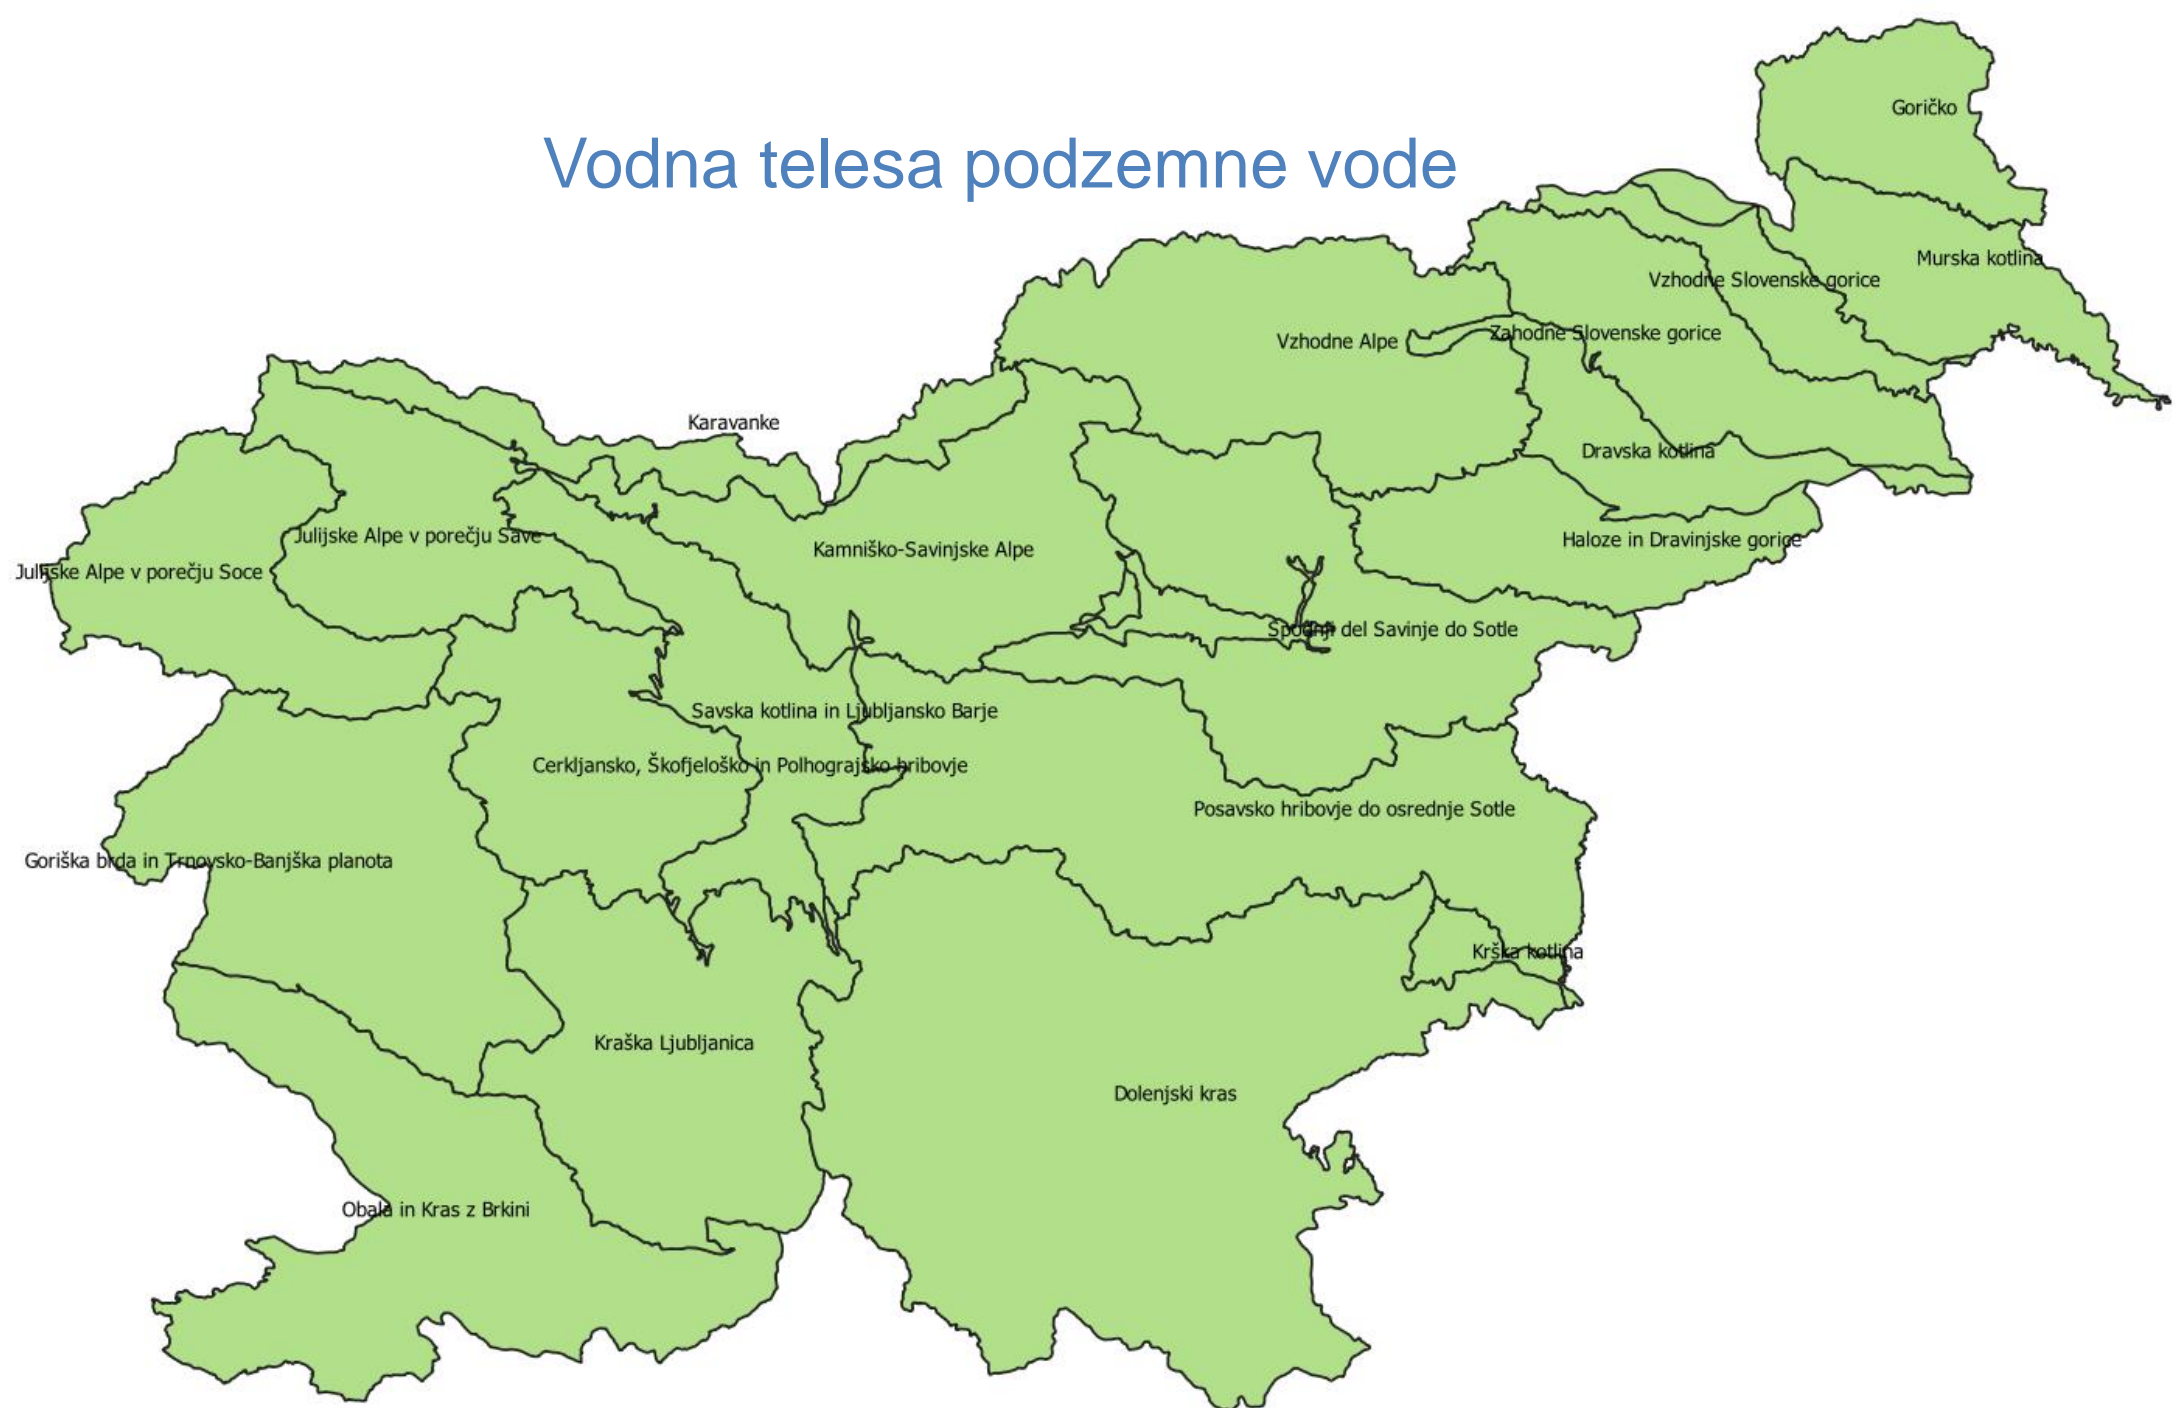 Goričko
Vodna telesa podzemne vode
Murska kotlina
Vzhodne Slovenske gorice
Zahodne Slovenske gorice
Vzhodne Alpe
Karavanke
Dravska kotlina
Julijske Alpe v porečju Save
Haloze in Dravinjske gorice
Kamniško-Savinjske Alpe
Julijske Alpe v porečju Soce
Spodnji del Savinje do Sotle
Savska kotlina in Ljubljansko Barje
Cerkljansko, Škofjeloško in Polhograjsko hribovje
Posavsko hribovje do osrednje Sotle
Goriška brda in Trnovsko-Banjška planota
Krška kotlina
Kraška Ljubljanica
Dolenjski kras
Obala in Kras z Brkini